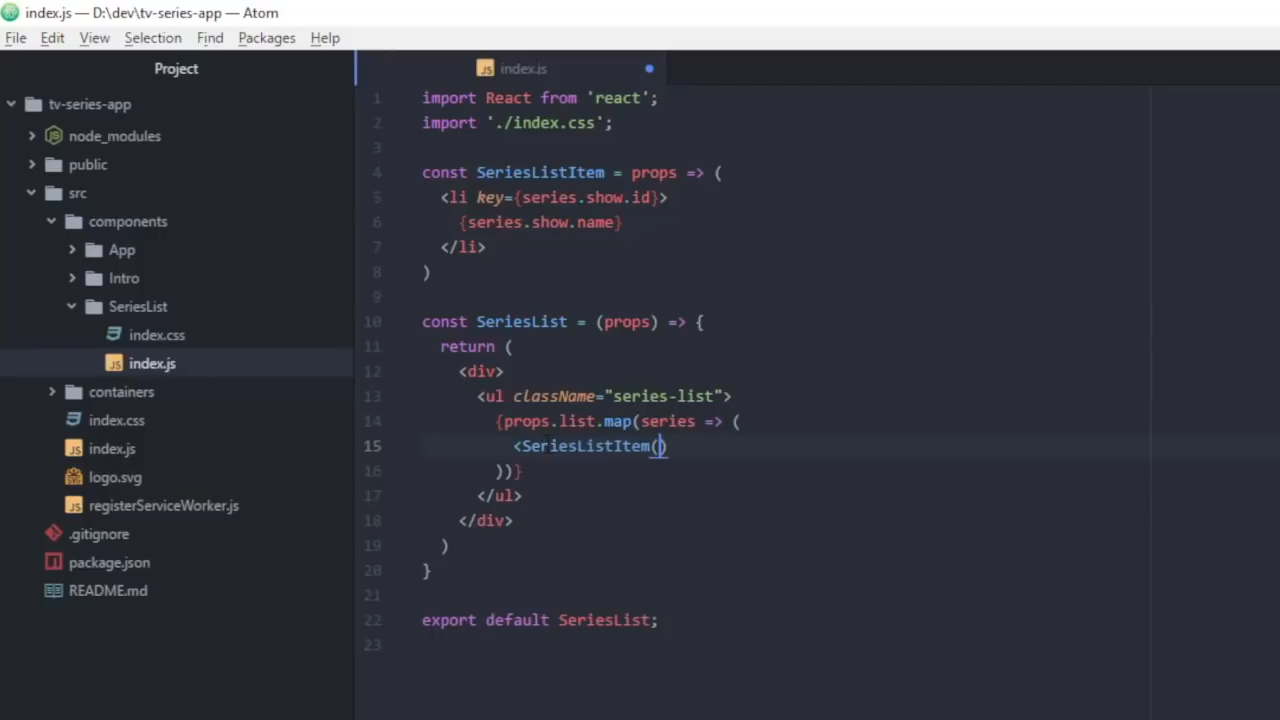 index.js — D:\dev\tv-series-app — Atom
File Edit View Selection Find Packages Help
Project
tv-series-app
node_modules
public
src
components
App
Intro
SeriesList
index.css
index.js
containers
index.css
index.js
logo.svg
registerServiceWorker.js
.gitignore
package.json
README.md
index.js
1 import React from 'react';
2 import './index.css';
3
4 const SeriesListItem = props => (
5 <li key={series.show.id}>
6 {series.show.name}
7 </li>
8 )
9
10 const SeriesList = (props) => {
11 return (
12 <div>
13 <ul className="series-list">
14 {props.list.map(series => (
15 <SeriesListItem()
16 ))}
17 </ul>
18 </div>
19 )
20 }
21
22 export default SeriesList;
23